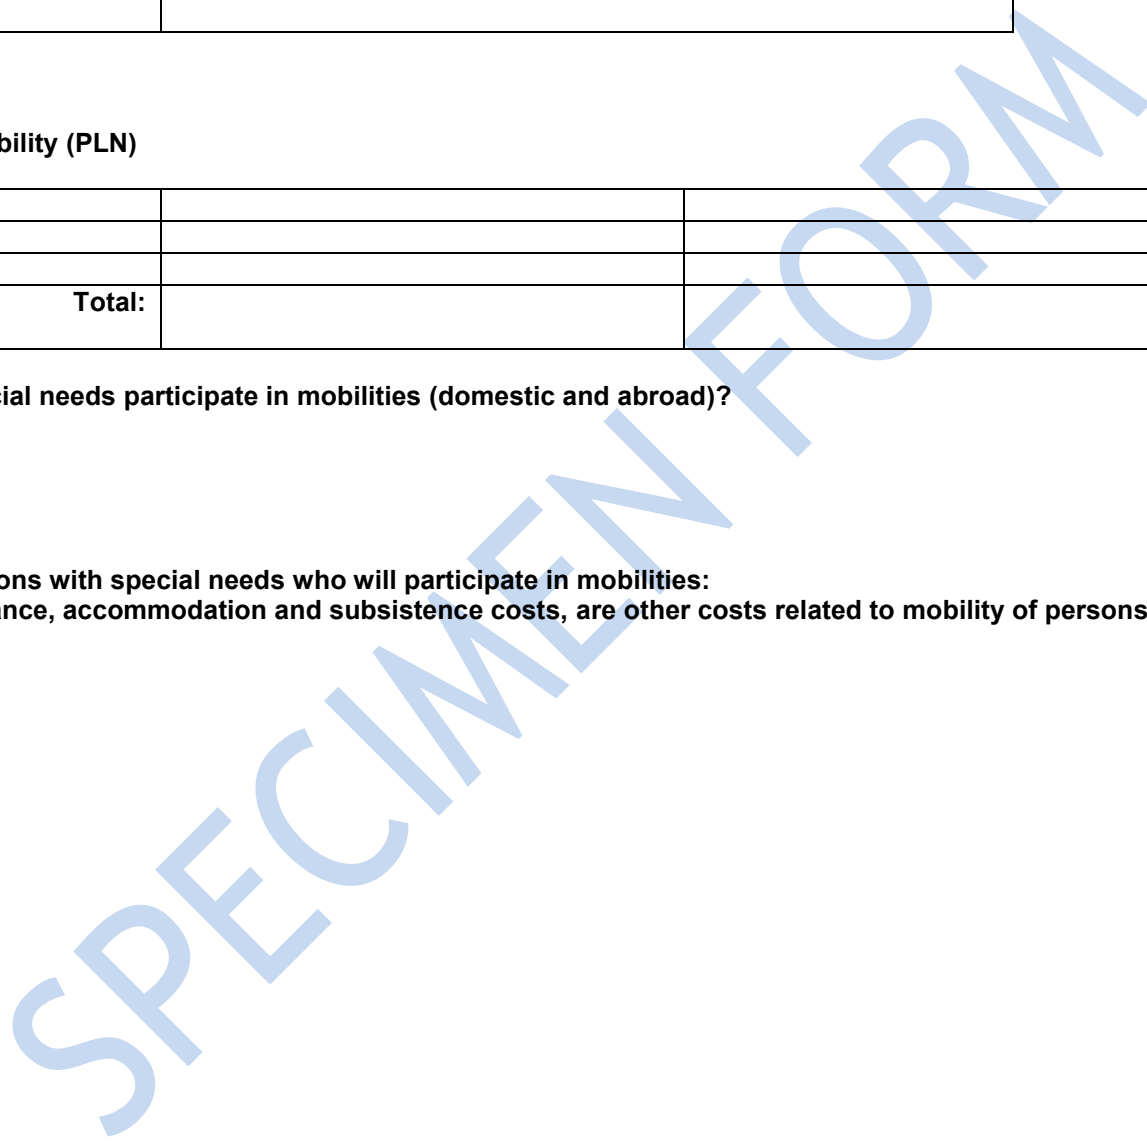 bility (PLN)
Total:
cial needs participate in mobilities (domestic and abroad)?
ons with special needs who will participate in mobilities:
ance, accommodation and subsistence costs, are other costs related to mobility of persons
SPECIMEN FORM